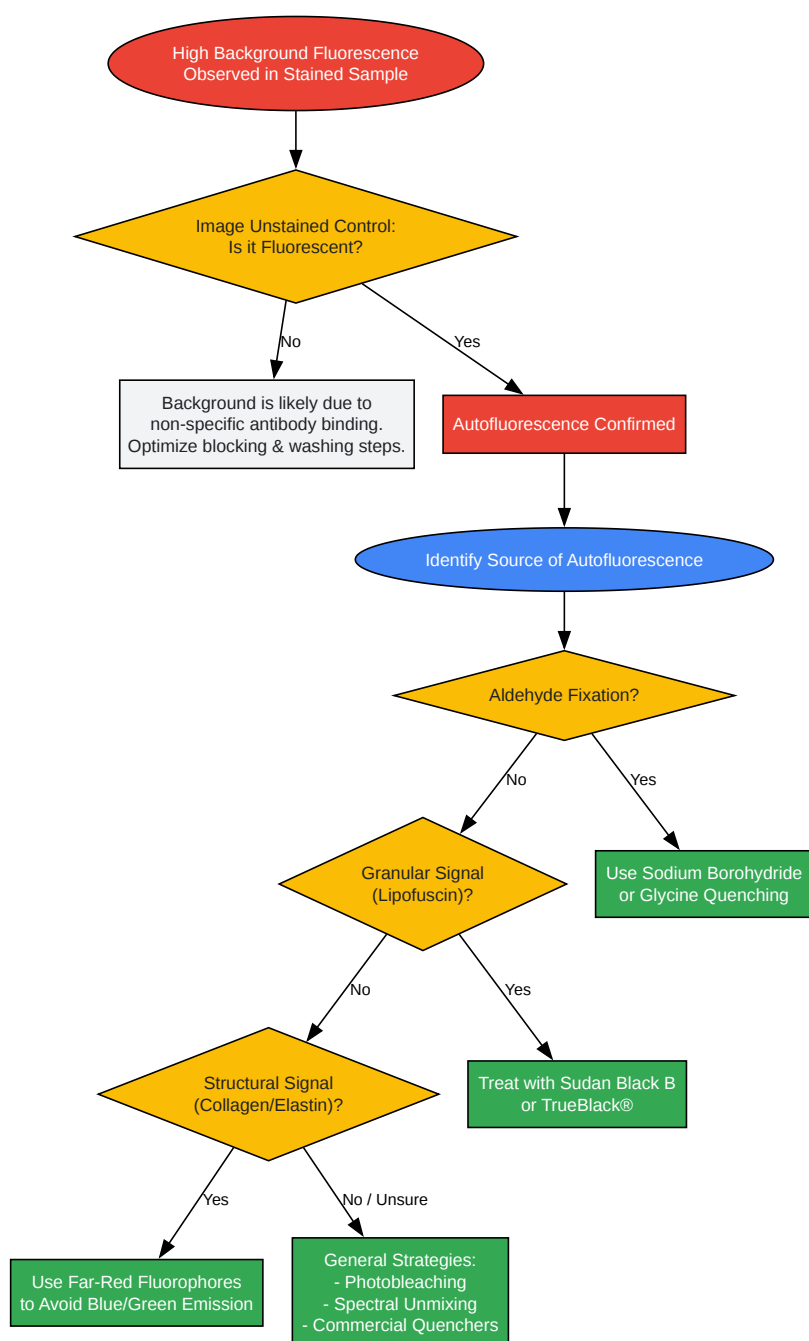 High Background Fluorescence
Observed in Stained Sample
Image Unstained Control:
Is it Fluorescent?
No
Yes
Background is likely due to
non-specific antibody binding.
Optimize blocking & washing steps.
Autofluorescence Confirmed
Identify Source of Autofluorescence
Aldehyde Fixation?
No
Yes
Granular Signal
(Lipofuscin)?
Use Sodium Borohydride
or Glycine Quenching
No
Yes
Structural Signal
(Collagen/Elastin)?
Treat with Sudan Black B
or TrueBlack®
Yes
No / Unsure
Use Far-Red Fluorophores
to Avoid Blue/Green Emission
General Strategies:
- Photobleaching
- Spectral Unmixing
- Commercial Quenchers